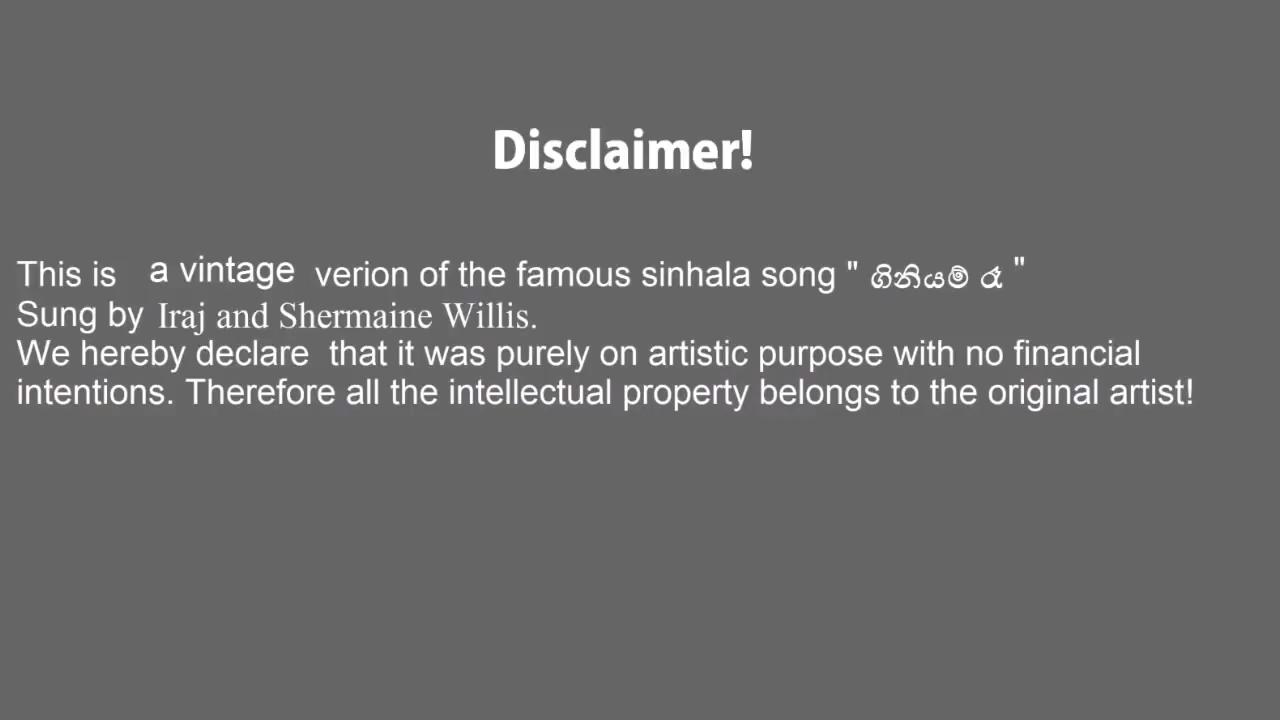 Disclaimer!
This is a vintage verion of the famous sinhala song " ගිනියම් රෑ "
Sung by Iraj and Shermaine Willis.
We hereby declare that it was purely on artistic purpose with no financial
intentions. Therefore all the intellectual property belongs to the original artist!